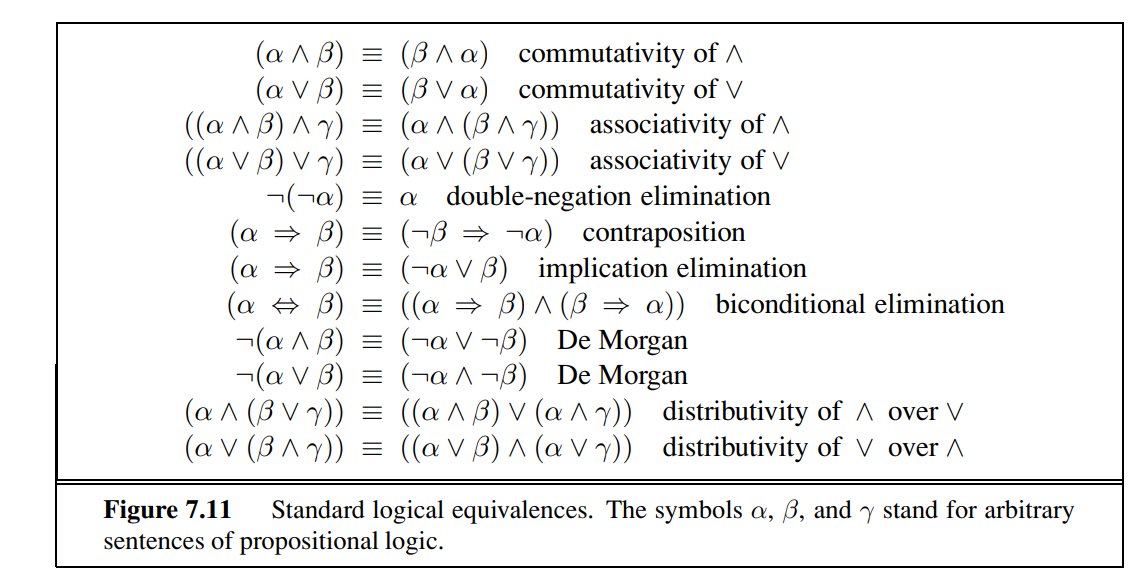 (α ∧ β) ≡ (β ∧ α) commutativity of ∧
(α ∨ β) ≡ (β ∨ α) commutativity of ∨
((α ∧ β) ∧ γ) ≡ (α ∧ (β ∧ γ)) associativity of ∧
((α ∨ β) ∨ γ) ≡ (α ∨ (β ∨ γ)) associativity of ∨
¬(¬α) ≡ α double-negation elimination
(α ⇒ β) ≡ (¬β ⇒ ¬α) contraposition
(α ⇒ β) ≡ (¬α ∨ β) implication elimination
(α ⇔ β) ≡ ((α ⇒ β) ∧ (β ⇒ α)) biconditional elimination
¬(α ∧ β) ≡ (¬α ∨ ¬β) De Morgan
¬(α ∨ β) ≡ (¬α ∧ ¬β) De Morgan
(α ∧ (β ∨ γ)) ≡ ((α ∧ β) ∨ (α ∧ γ)) distributivity of ∧ over ∨
(α ∨ (β ∧ γ)) ≡ ((α ∨ β) ∧ (α ∨ γ)) distributivity of ∨ over ∧
Figure 7.11 Standard logical equivalences. The symbols α, β, and γ stand for arbitrary
sentences of propositional logic.